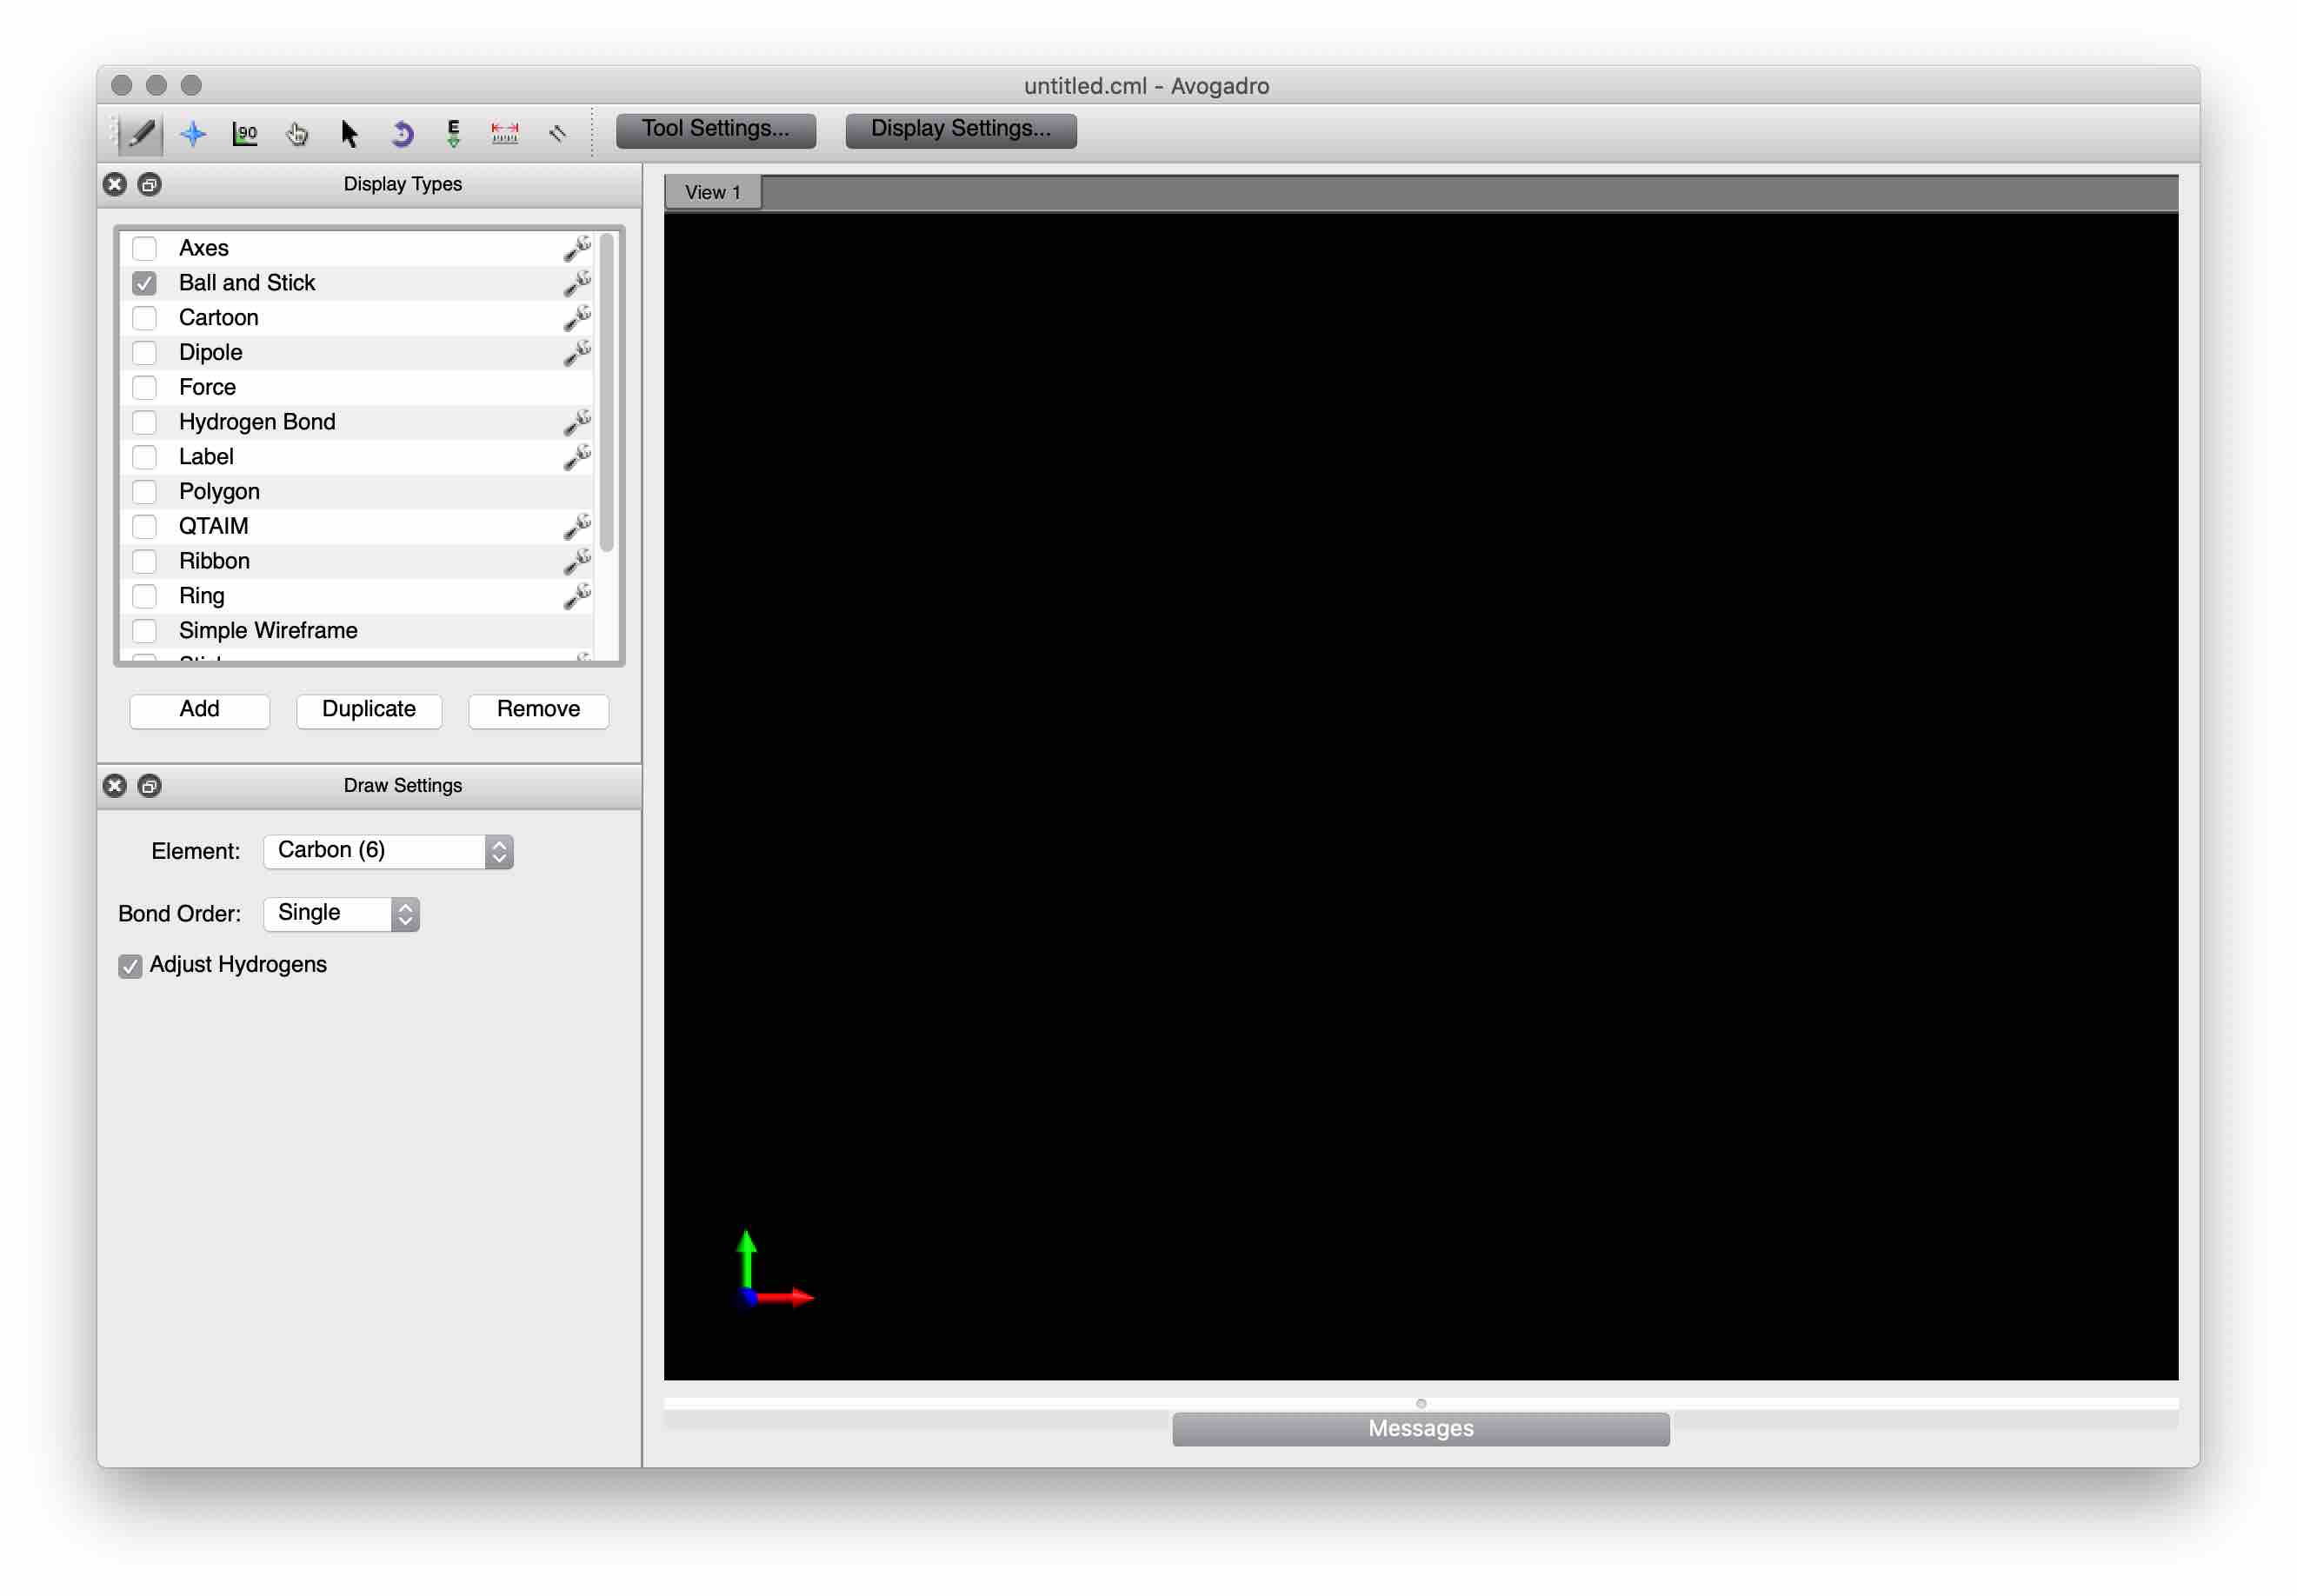 untitled.cml - Avogadro
90
E
Tool Settings...
Display Settings...
Display Types
View 1
Axes
Ball and Stick
Cartoon
Dipole
Force
Hydrogen Bond
Label
Polygon
QTAIM
Ribbon
Ring
Simple Wireframe
Add Duplicate Remove
Draw Settings
Element: Carbon (6)
Bond Order: Single
Adjust Hydrogens
Messages